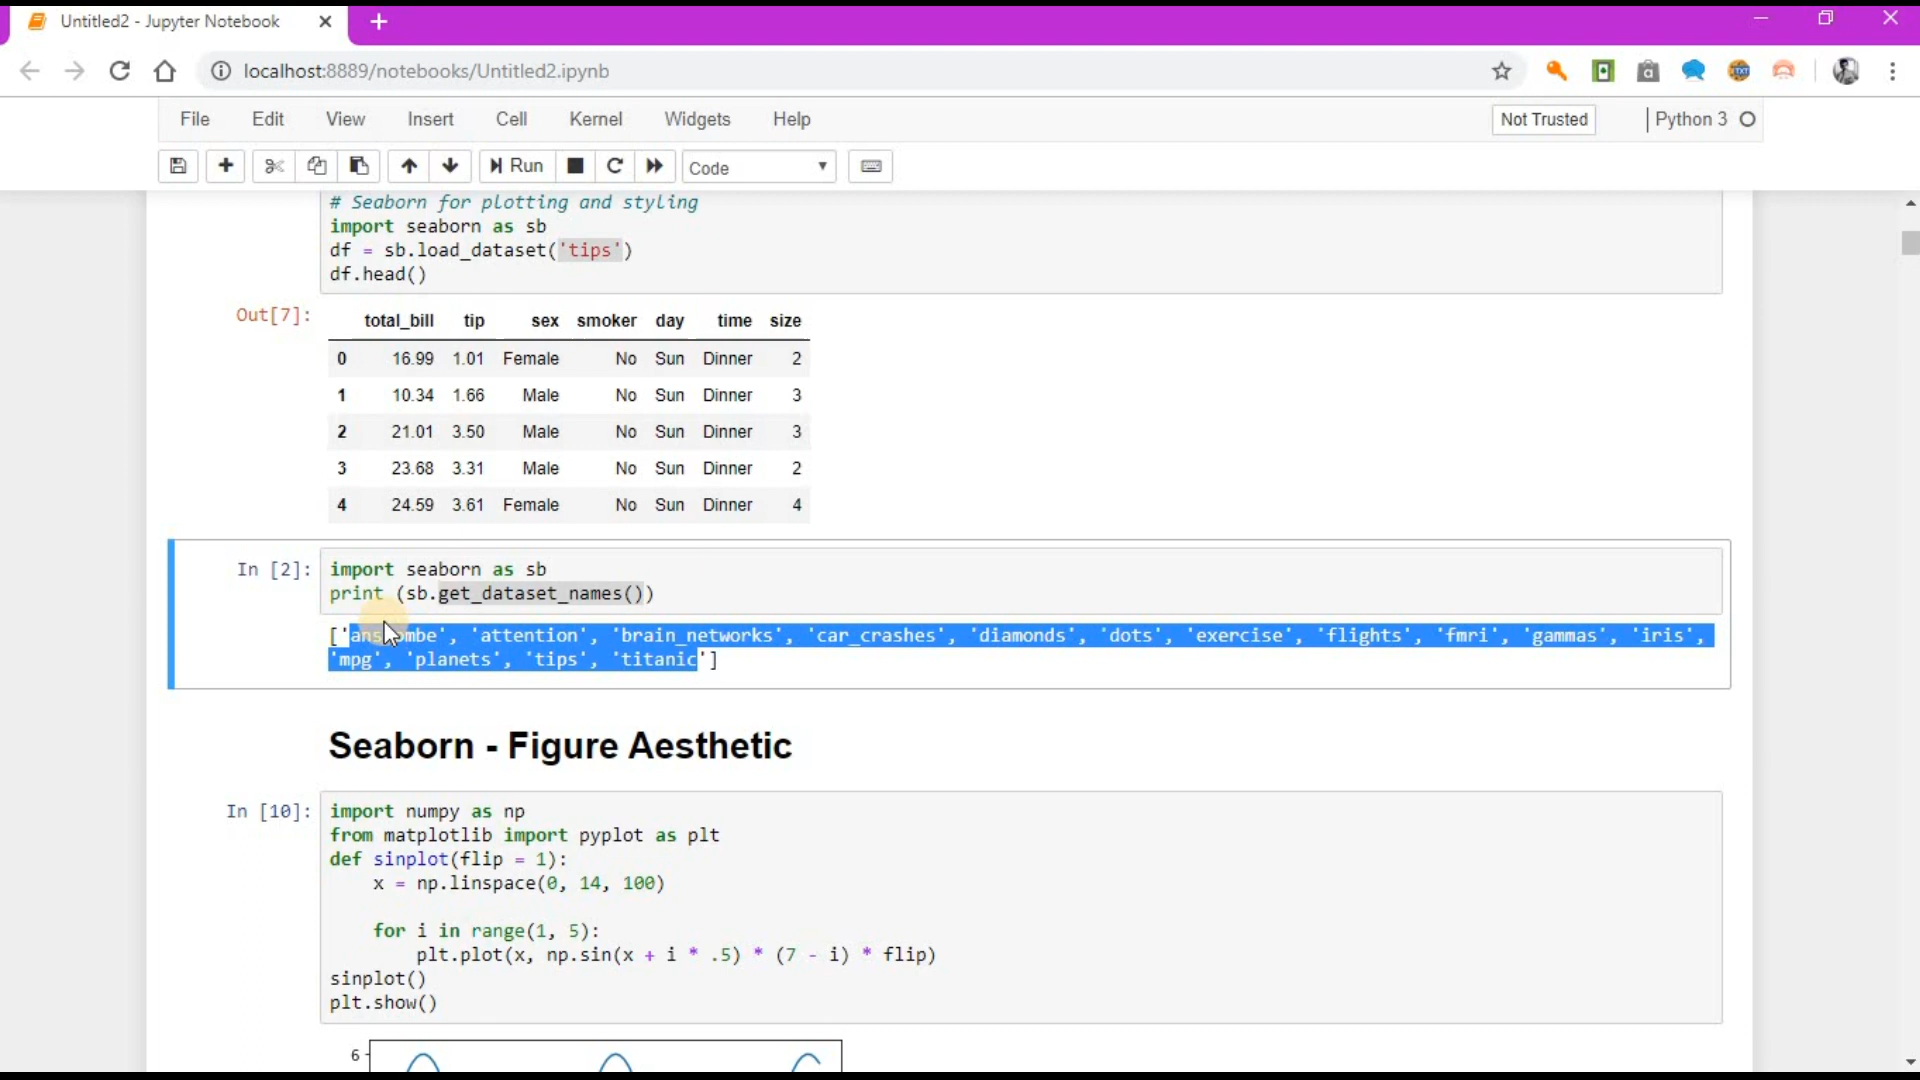 Untitled2 - Jupyter Notebook
localhost:8889/notebooks/Untitled2.ipynb
File Edit View Insert Cell Kernel Widgets Help Not Trusted Python 3
Run Code
# Seaborn for plotting and styling
import seaborn as sb
df = sb.load_dataset('tips')
df.head()
Out[7]:
total_bill tip sex smoker day time size
0 16.99 1.01 Female No Sun Dinner 2
1 10.34 1.66 Male No Sun Dinner 3
2 21.01 3.50 Male No Sun Dinner 3
3 23.68 3.31 Male No Sun Dinner 2
4 24.59 3.61 Female No Sun Dinner 4
In [2]: import seaborn as sb
print (sb.get_dataset_names())
['anscombe', 'attention', 'brain_networks', 'car_crashes', 'diamonds', 'dots', 'exercise', 'flights', 'fmri', 'gammas', 'iris',
'mpg', 'planets', 'tips', 'titanic']
Seaborn - Figure Aesthetic
In [10]: import numpy as np
from matplotlib import pyplot as plt
def sinplot(flip = 1):
    x = np.linspace(0, 14, 100)
    for i in range(1, 5):
        plt.plot(x, np.sin(x + i * .5) * (7 - i) * flip)
sinplot()
plt.show()
6